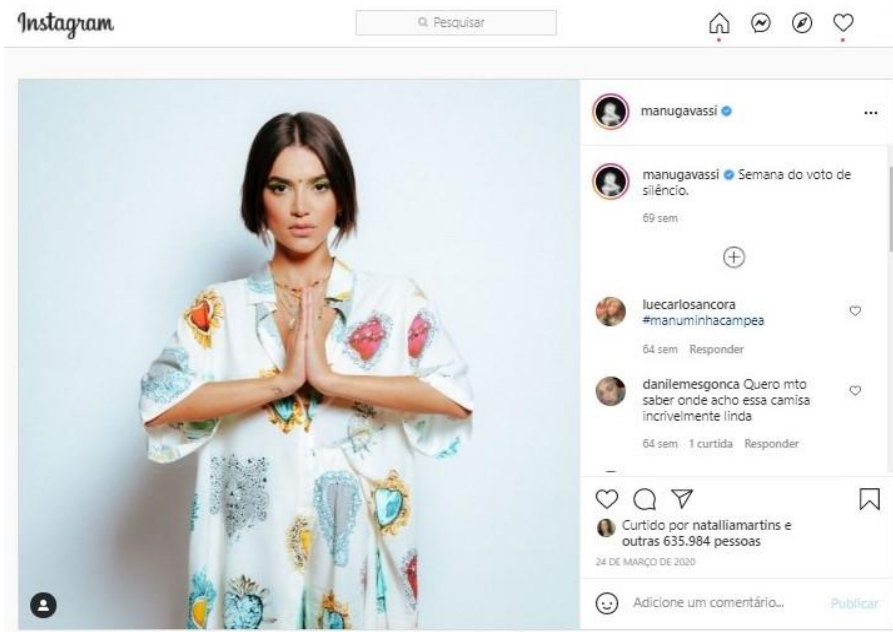 Instagram
Pesquisar
manugavassi
manugavassi Semana do voto de
silêncio.
69 sem
luecarlosancora
#manuminhacampea
64 sem Responder
danilemesgonca Quero mto
saber onde acho essa camisa
incrivelmente linda
64 sem 1 curtida Responder
Curtido por natalliamartins e
outras 635.984 pessoas
24 DE MARÇO DE 2020
Adicione um comentário... Publicar